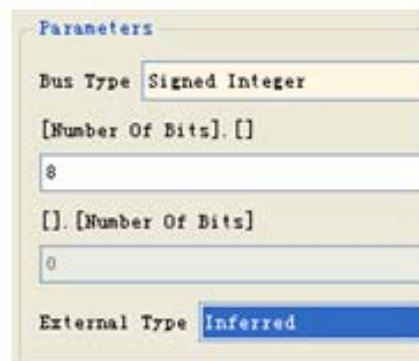 Parameters
Bus Type Signed Integer
[Number Of Bits].[]
8
[].[Number Of Bits]
0
External Type Inferred